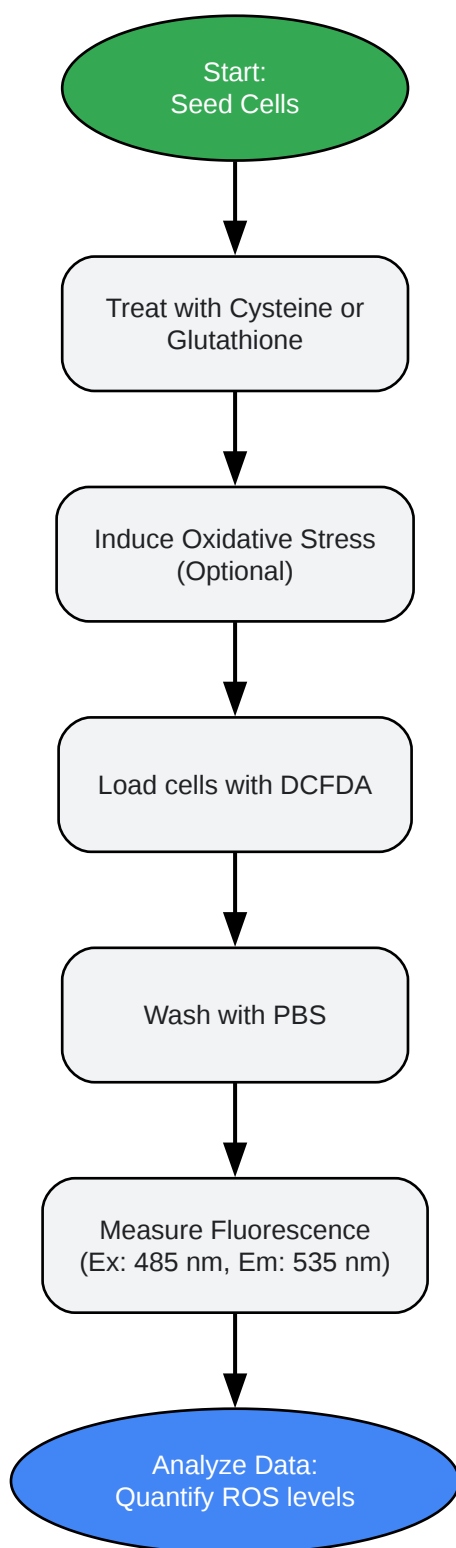 Start:
Seed Cells
Treat with Cysteine or
Glutathione
Induce Oxidative Stress
(Optional)
Load cells with DCFDA
Wash with PBS
Measure Fluorescence
(Ex: 485 nm, Em: 535 nm)
Analyze Data:
Quantify ROS levels